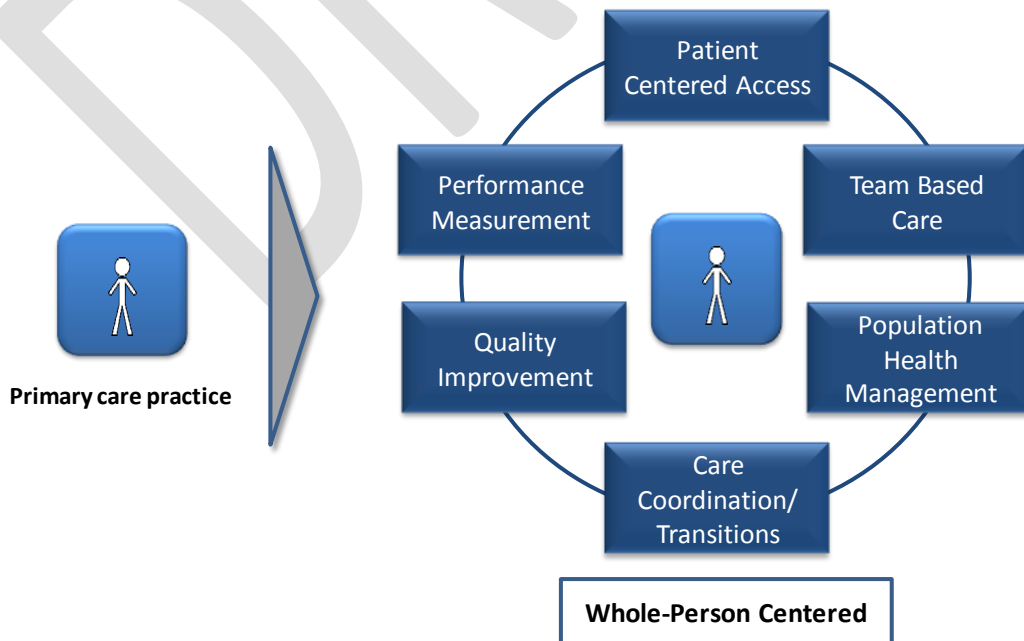 Patient
Centered Access
Performance
Measurement
Team Based
Care
Primary care practice
Quality
Improvement
Population
Health
Management
Care
Coordination/
Transitions
Whole-Person Centered